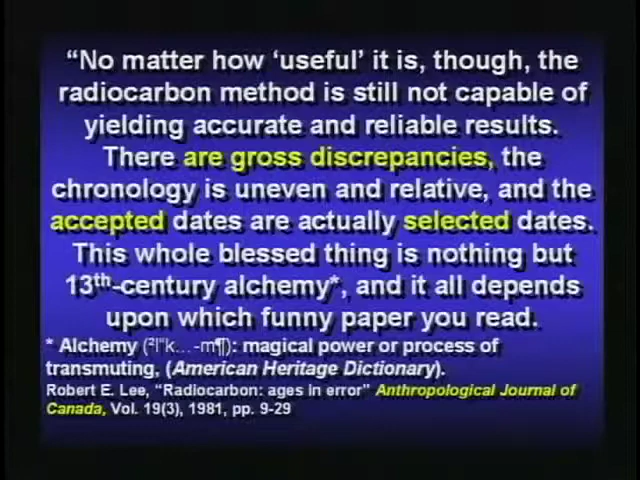 “No matter how ‘useful’ it is, though, the
radiocarbon method is still not capable of
yielding accurate and reliable results.
There are gross discrepancies, the
chronology is uneven and relative, and the
accepted dates are actually selected dates.
This whole blessed thing is nothing but
13th-century alchemy*, and it all depends
upon which funny paper you read.
* Alchemy (²l“k…-m¶): magical power or process of
transmuting, (American Heritage Dictionary).
Robert E. Lee, “Radiocarbon: ages in error” Anthropological Journal of
Canada, Vol. 19(3), 1981, pp. 9-29